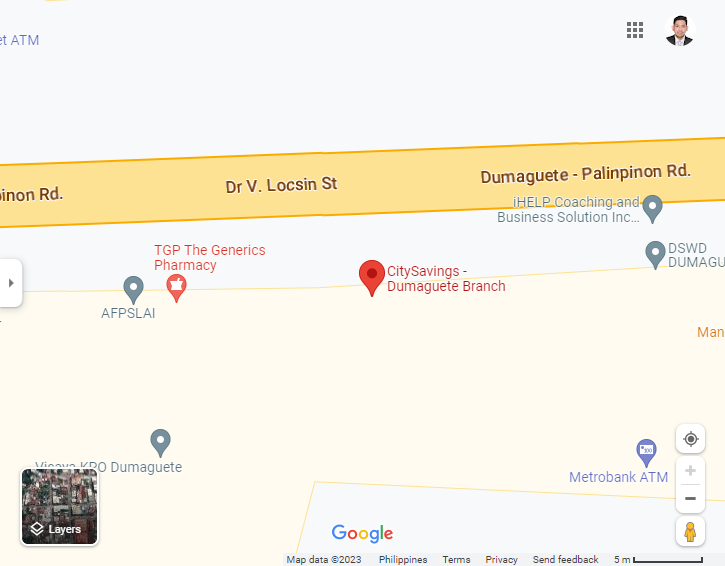 et ATM
Dumaguete - Palinpinon Rd.
Dr V. Locsin St
pinon Rd.
iHELP Coaching and
Business Solution Inc...
TGP The Generics
Pharmacy
DSWD
DUMAGU
CitySavings -
Dumaguete Branch
AFPSLAI
Man
Vicava KPO Dumaguete
Metrobank ATM
Layers
Google
Map data ©2023 Philippines Terms Privacy Send feedback 5 m